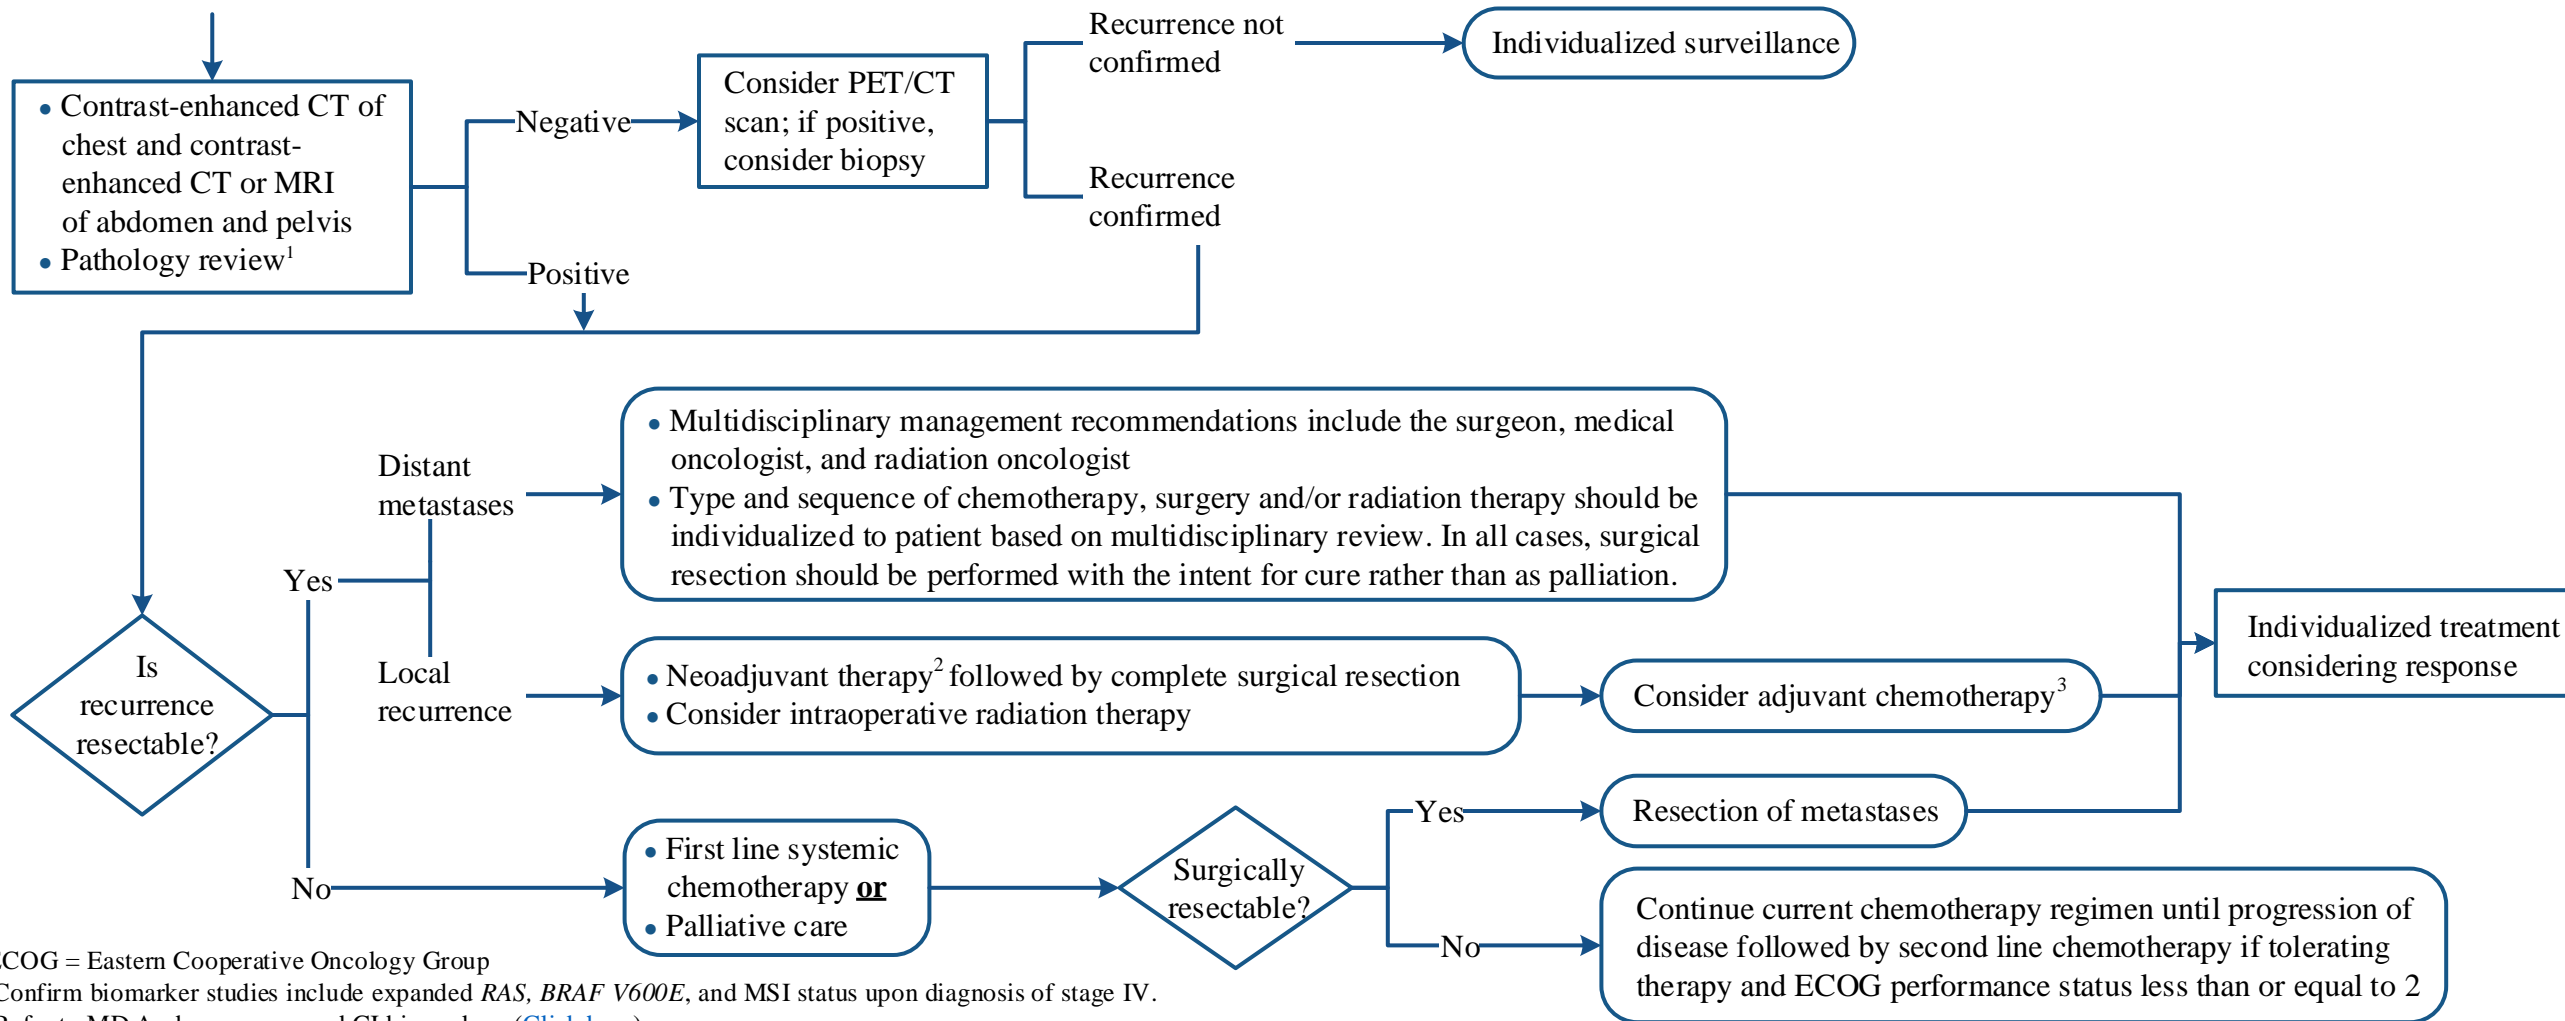 Recurrence not
confirmed
Individualized surveillance
Consider PET/CT
scan; if positive,
consider biopsy
• Contrast-enhanced CT of
chest and contrast-
enhanced CT or MRI
of abdomen and pelvis
• Pathology review1
Negative
Recurrence
confirmed
Positive
• Multidisciplinary management recommendations include the surgeon, medical
oncologist, and radiation oncologist
• Type and sequence of chemotherapy, surgery and/or radiation therapy should be
individualized to patient based on multidisciplinary review. In all cases, surgical
resection should be performed with the intent for cure rather than as palliation.
Distant
metastases
Yes
Is
recurrence
resectable?
Local
recurrence
• Neoadjuvant therapy2 followed by complete surgical resection
• Consider intraoperative radiation therapy
Consider adjuvant chemotherapy3
Individualized treatment
considering response
No
• First line systemic
chemotherapy or
• Palliative care
Surgically
resectable?
Yes
Resection of metastases
No
Continue current chemotherapy regimen until progression of
disease followed by second line chemotherapy if tolerating
therapy and ECOG performance status less than or equal to 2
ECOG = Eastern Cooperative Oncology Group
Confirm biomarker studies include expanded RAS, BRAF V600E, and MSI status upon diagnosis of stage IV.